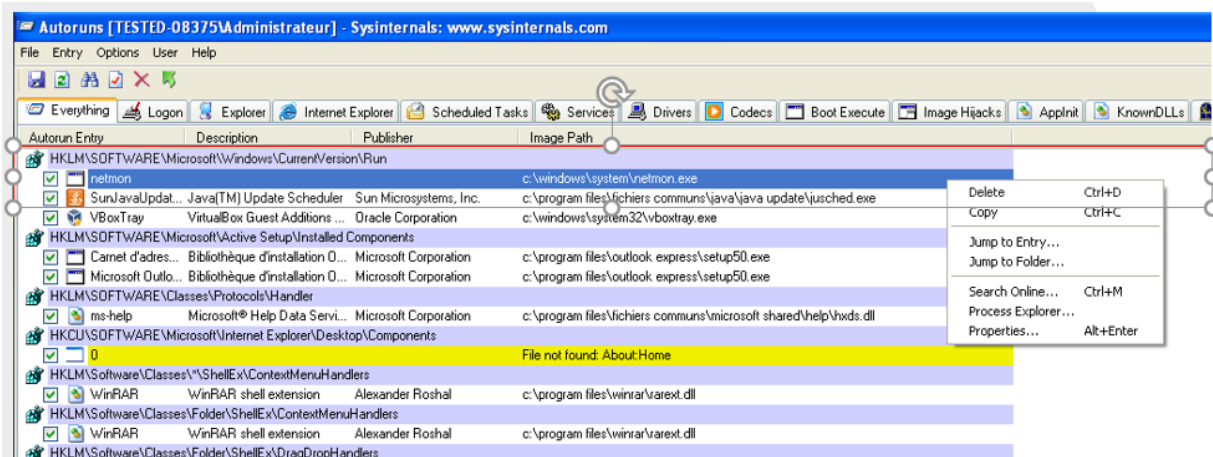 Autoruns [TESTED-08375\Administrateur] - Sysinternals: www.sysinternals.com
File Entry Options User Help
Everything Logon Explorer Internet Explorer Scheduled Tasks Services Drivers Codecs Boot Execute Image Hijacks AppInit KnownDLLs
Autorun Entry Description Publisher Image Path
HKLM\SOFTWARE\Microsoft\Windows\CurrentVersion\Run
netmon c:\windows\system\netmon.exe
SunJavaUpdat... Java(TM) Update Scheduler Sun Microsystems, Inc. c:\program files\fichiers communs\java\java update\jusched.exe
VBoxTray VirtualBox Guest Additions ... Oracle Corporation c:\windows\system32\vboxtray.exe
HKLM\SOFTWARE\Microsoft\Active Setup\Installed Components
Carnet d'adres... Bibliothèque d'installation O... Microsoft Corporation c:\program files\outlook express\setup50.exe
Microsoft Outlo... Bibliothèque d'installation O... Microsoft Corporation c:\program files\outlook express\setup50.exe
HKLM\SOFTWARE\Classes\Protocols\Handler
ms-help Microsoft® Help Data Servi... Microsoft Corporation c:\program files\fichiers communs\microsoft shared\help\hxds.dll
HKCU\SOFTWARE\Microsoft\Internet Explorer\Desktop\Components
0 File not found: About:Home
HKLM\Software\Classes\*\ShellEx\ContextMenuHandlers
WinRAR WinRAR shell extension Alexander Roshal c:\program files\winrar\rarext.dll
HKLM\Software\Classes\Folder\ShellEx\ContextMenuHandlers
WinRAR WinRAR shell extension Alexander Roshal c:\program files\winrar\rarext.dll
HKLM\Software\Classes\Folder\ShellEx\DragDropHandlers
Delete Ctrl+D
Copy Ctrl+C
Jump to Entry...
Jump to Folder...
Search Online... Ctrl+M
Process Explorer...
Properties... Alt+Enter